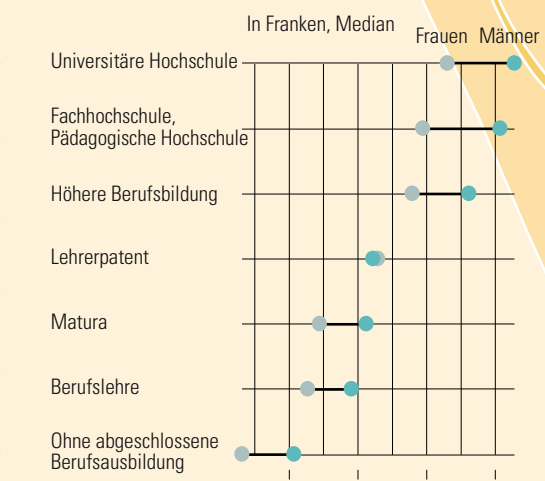 In Franken, Median
Frauen Männer
Universitäre Hochschule
Fachhochschule,
Pädagogische Hochschule
Höhere Berufsbildung
Lehrerpatent
Matura
Berufslehre
Ohne abgeschlossene
Berufsausbildung